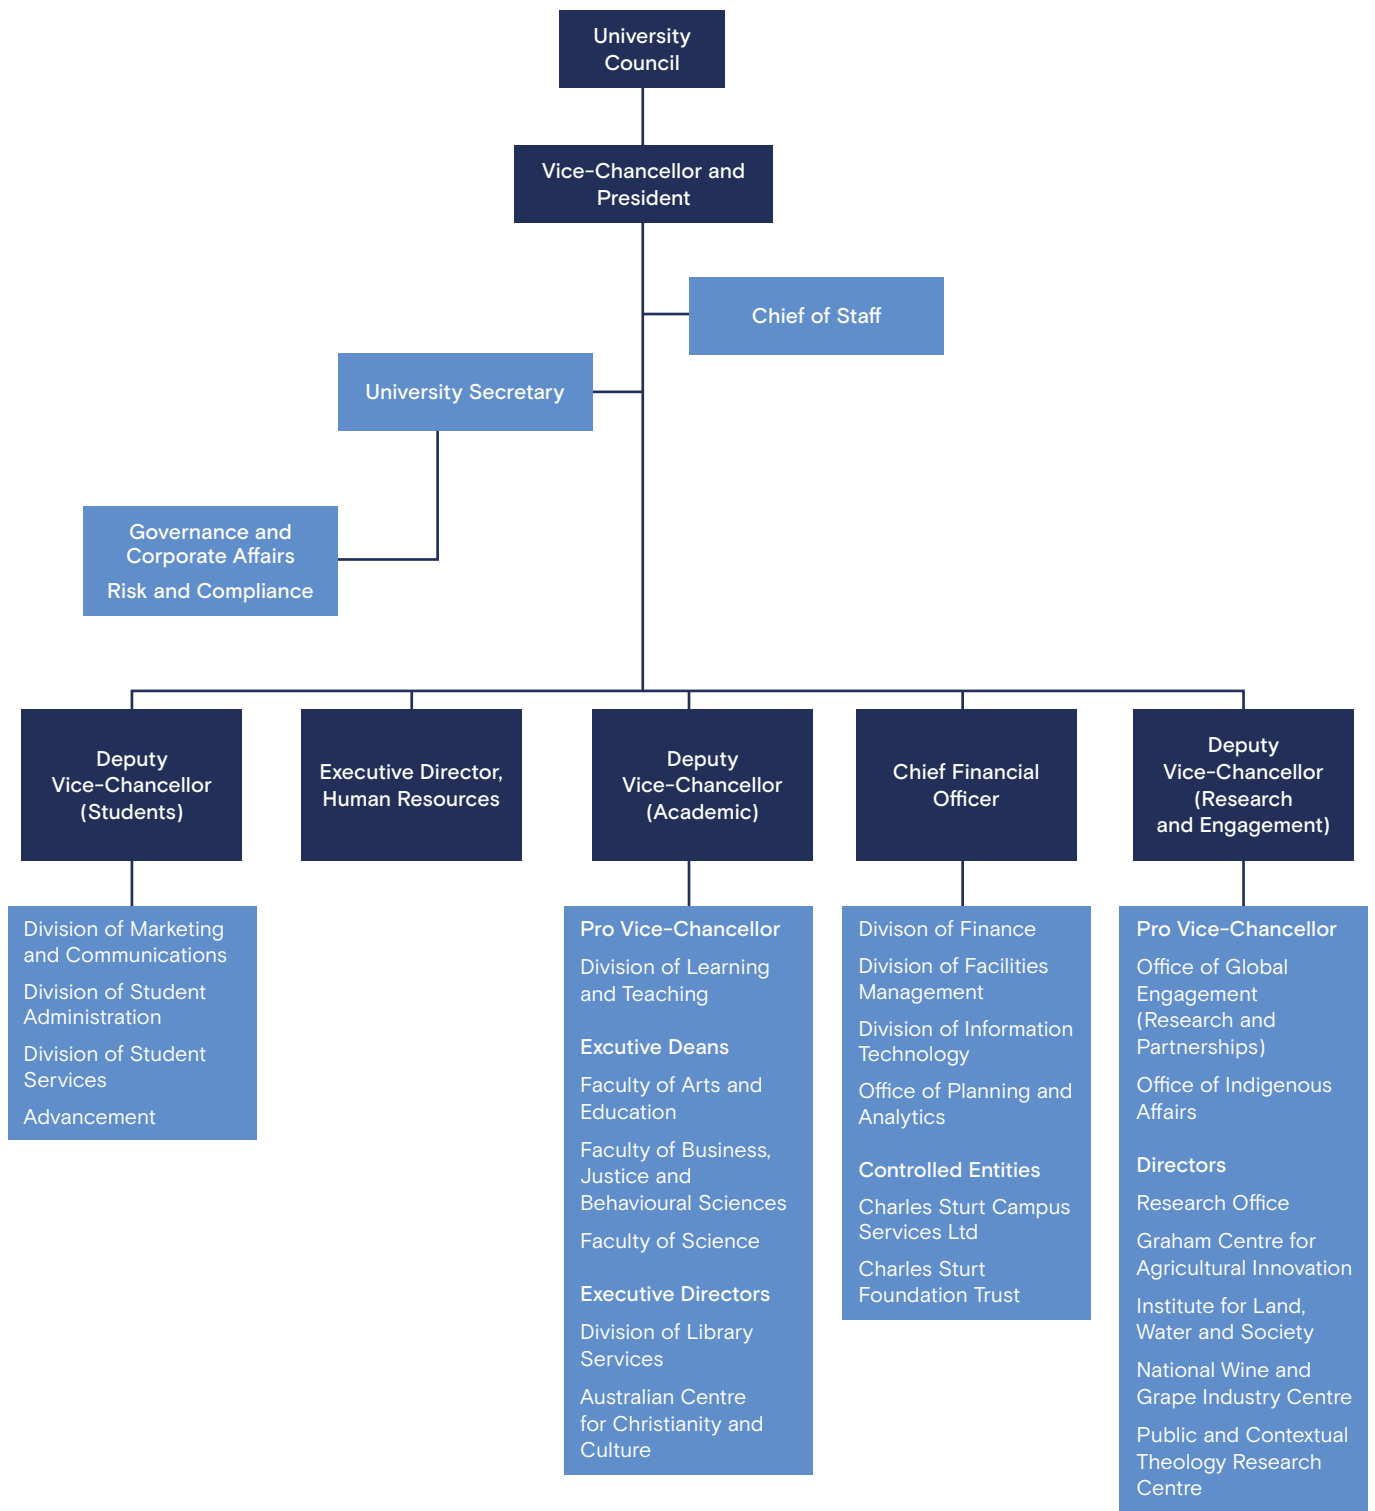 University
Council
Vice-Chancellor and
President
Chief of Staff
University Secretary
Governance and
Corporate Affairs
Risk and Compliance
Deputy
Vice-Chancellor
(Students)
Executive Director,
Human Resources
Deputy
Vice-Chancellor
(Academic)
Chief Financial
Officer
Deputy
Vice-Chancellor
(Research
and Engagement)
Division of Marketing
and Communications
Division of Student
Administration
Division of Student
Services
Advancement
Pro Vice-Chancellor
Division of Learning
and Teaching
Excutive Deans
Faculty of Arts and
Education
Faculty of Business,
Justice and
Behavioural Sciences
Faculty of Science
Executive Directors
Division of Library
Services
Australian Centre
for Christianity and
Culture
Divison of Finance
Division of Facilities
Management
Division of Information
Technology
Office of Planning and
Analytics
Controlled Entities
Charles Sturt Campus
Services Ltd
Charles Sturt
Foundation Trust
Pro Vice-Chancellor
Office of Global
Engagement
(Research and
Partnerships)
Office of Indigenous
Affairs
Directors
Research Office
Graham Centre for
Agricultural Innovation
Institute for Land,
Water and Society
National Wine and
Grape Industry Centre
Public and Contextual
Theology Research
Centre